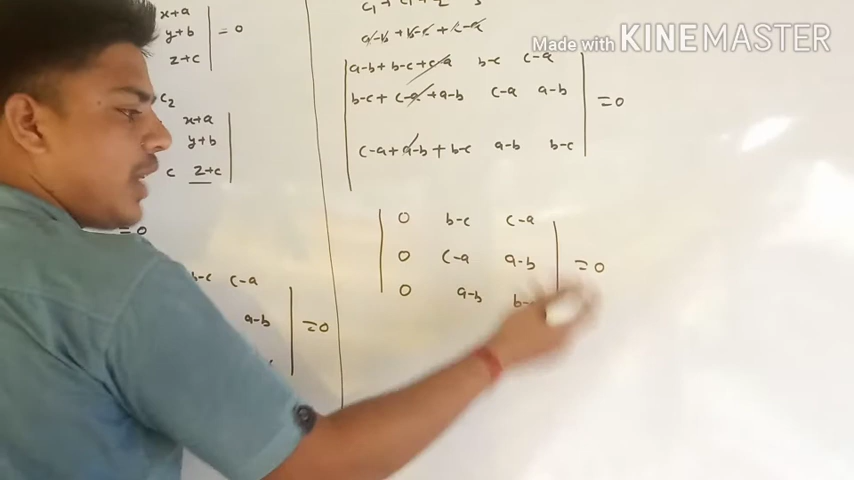 Made with KINEMASTER
x+a
y+b = 0
z+c
c2
x+a
y+b
c z+c
= 0
b-c c-a
a-b = 0
a-b + b-c + c-a
a-b + b-c + c-a b-c c-a
b-c + c-a + a-b c-a a-b = 0
c-a + a-b + b-c a-b b-c
0 b-c c-a
0 c-a a-b = 0
0 a-b